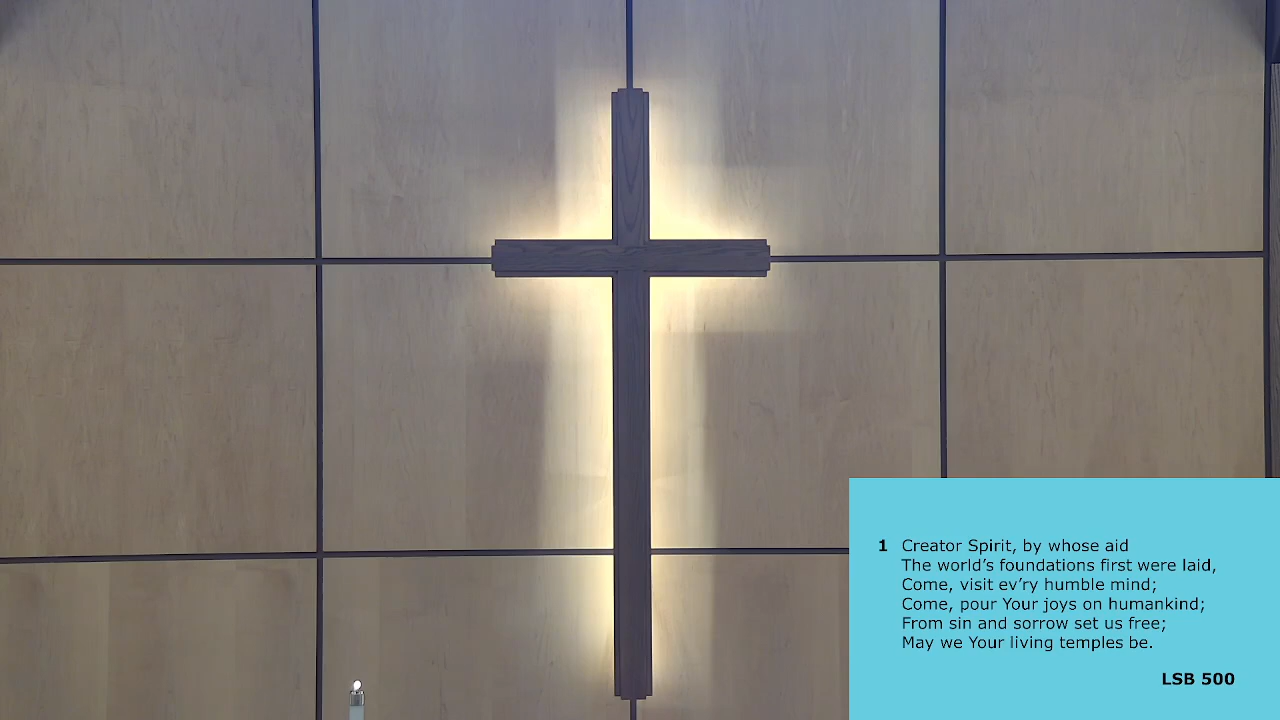 1 Creator Spirit, by whose aid
The world’s foundations first were laid,
Come, visit ev’ry humble mind;
Come, pour Your joys on humankind;
From sin and sorrow set us free;
May we Your living temples be.
LSB 500